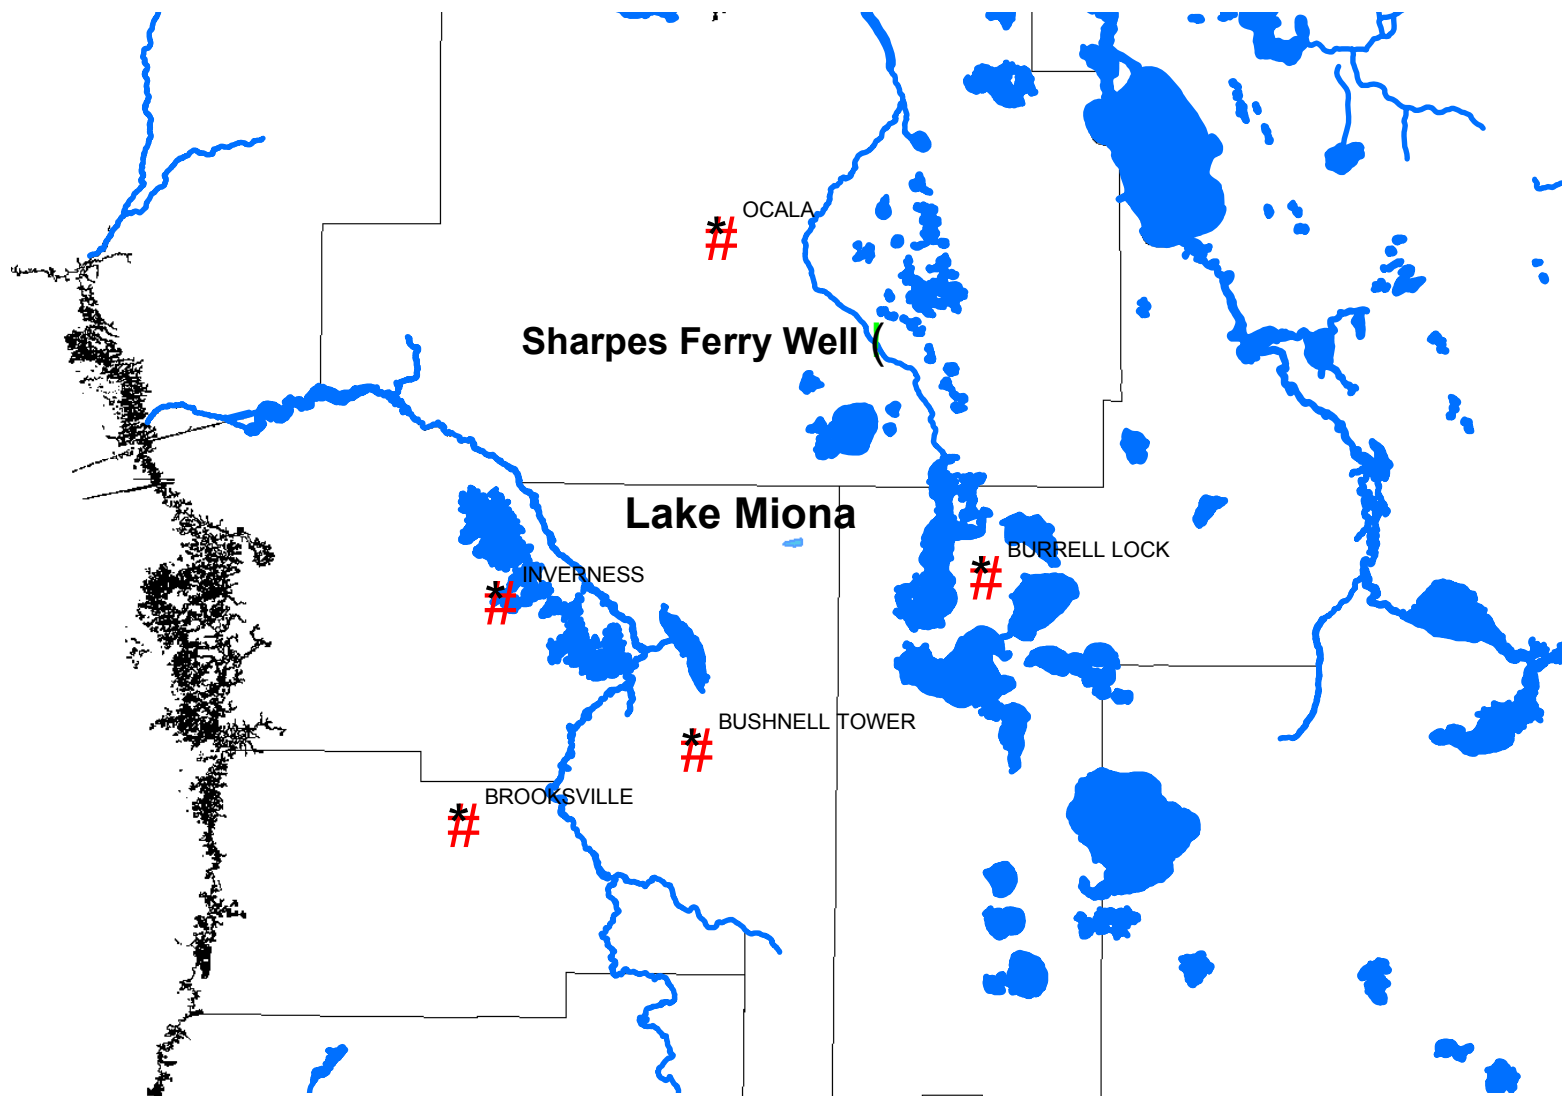 * # OCALA
Sharpes Ferry Well (
Lake Miona
* # BURRELL LOCK
* # INVERNESS
* # BUSHNELL TOWER
* # BROOKSVILLE